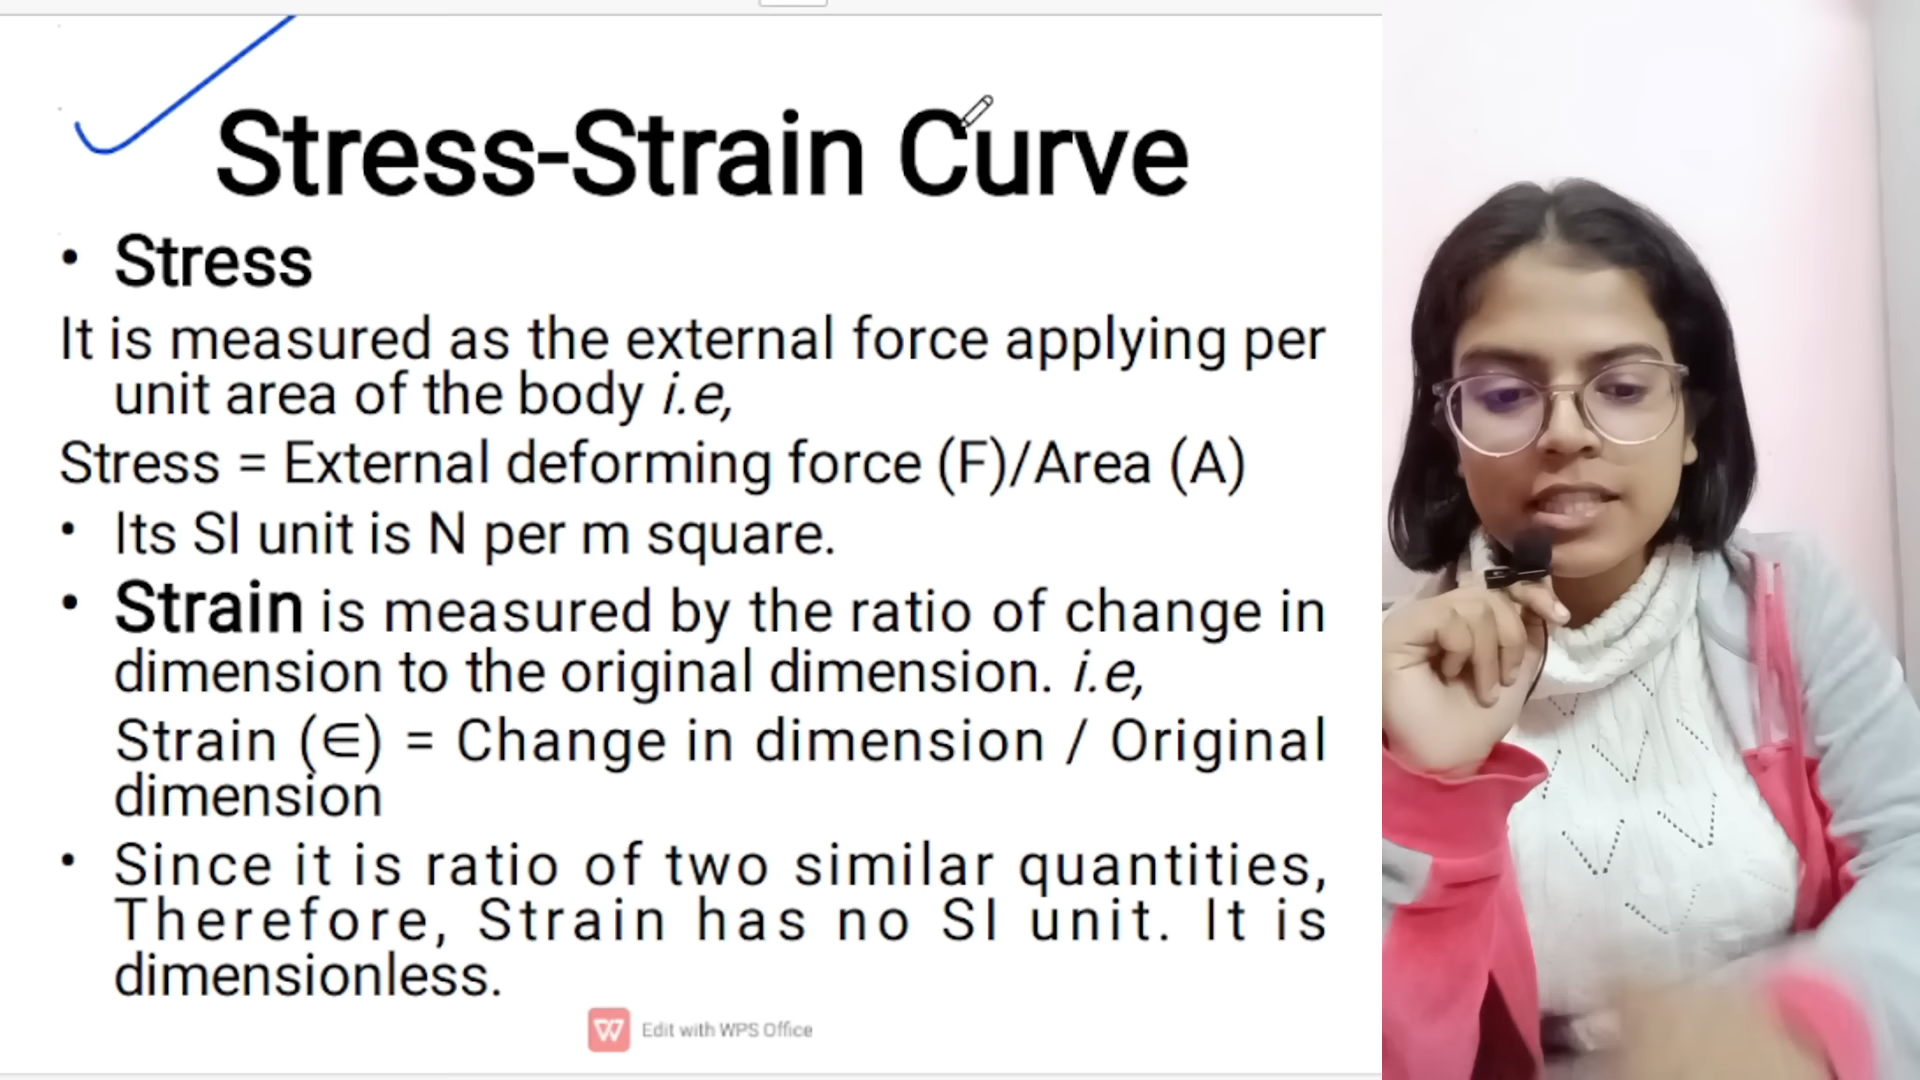 Stress-Strain Curve
• Stress
It is measured as the external force applying per
unit area of the body i.e,
Stress = External deforming force (F)/Area (A)
• Its SI unit is N per m square.
• Strain is measured by the ratio of change in
dimension to the original dimension. i.e,
Strain (∈) = Change in dimension / Original
dimension
• Since it is ratio of two similar quantities,
Therefore, Strain has no SI unit. It is
dimensionless.
Edit with WPS Office